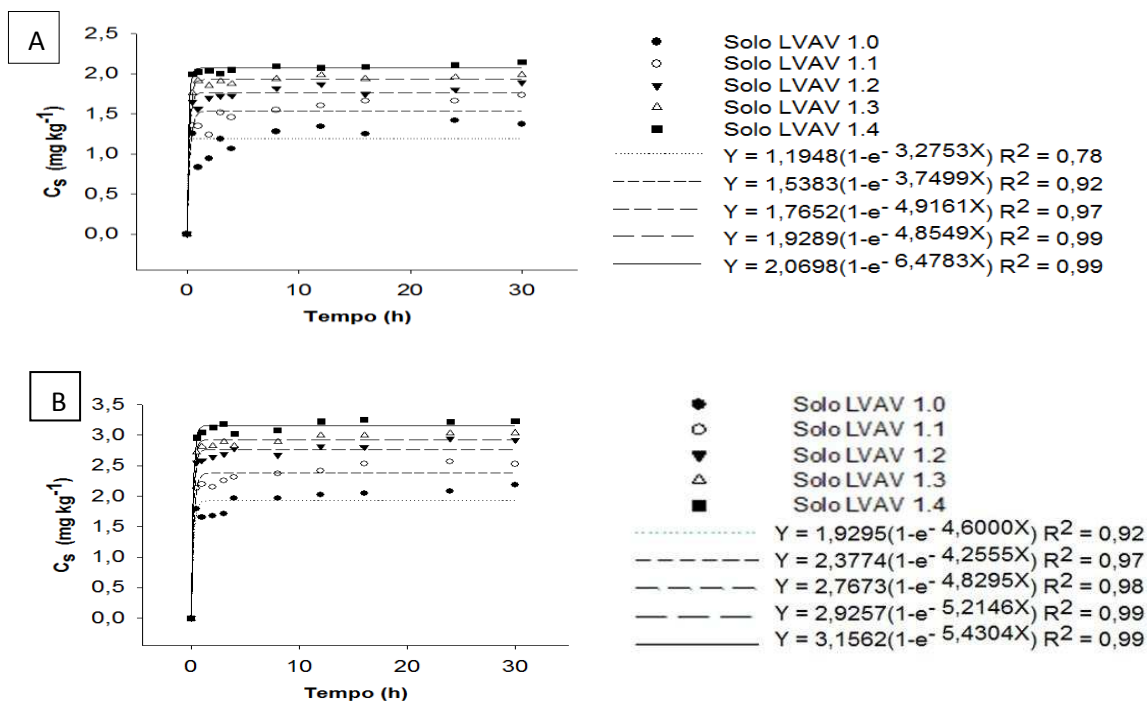 A
2,5
2,0
1,5
1,0
0,5
0,0
Cs (mg kg-1)
0 10 20 30
Tempo (h)
Solo LVAV 1.0
Solo LVAV 1.1
Solo LVAV 1.2
Solo LVAV 1.3
Solo LVAV 1.4
Y = 1,1948(1-e- 3,2753X) R2 = 0,78
Y = 1,5383(1-e- 3,7499X) R2 = 0,92
Y = 1,7652(1-e- 4,9161X) R2 = 0,97
Y = 1,9289(1-e- 4,8549X) R2 = 0,99
Y = 2,0698(1-e- 6,4783X) R2 = 0,99
B
3,5
3,0
2,5
2,0
1,5
1,0
0,5
0,0
Cs (mg kg-1)
0 10 20 30
Tempo (h)
Solo LVAV 1.0
Solo LVAV 1.1
Solo LVAV 1.2
Solo LVAV 1.3
Solo LVAV 1.4
Y = 1,9295(1-e- 4,6000X) R2 = 0,92
Y = 2,3774(1-e- 4,2555X) R2 = 0,97
Y = 2,7673(1-e- 4,8295X) R2 = 0,98
Y = 2,9257(1-e- 5,2146X) R2 = 0,99
Y = 3,1562(1-e- 5,4304X) R2 = 0,99